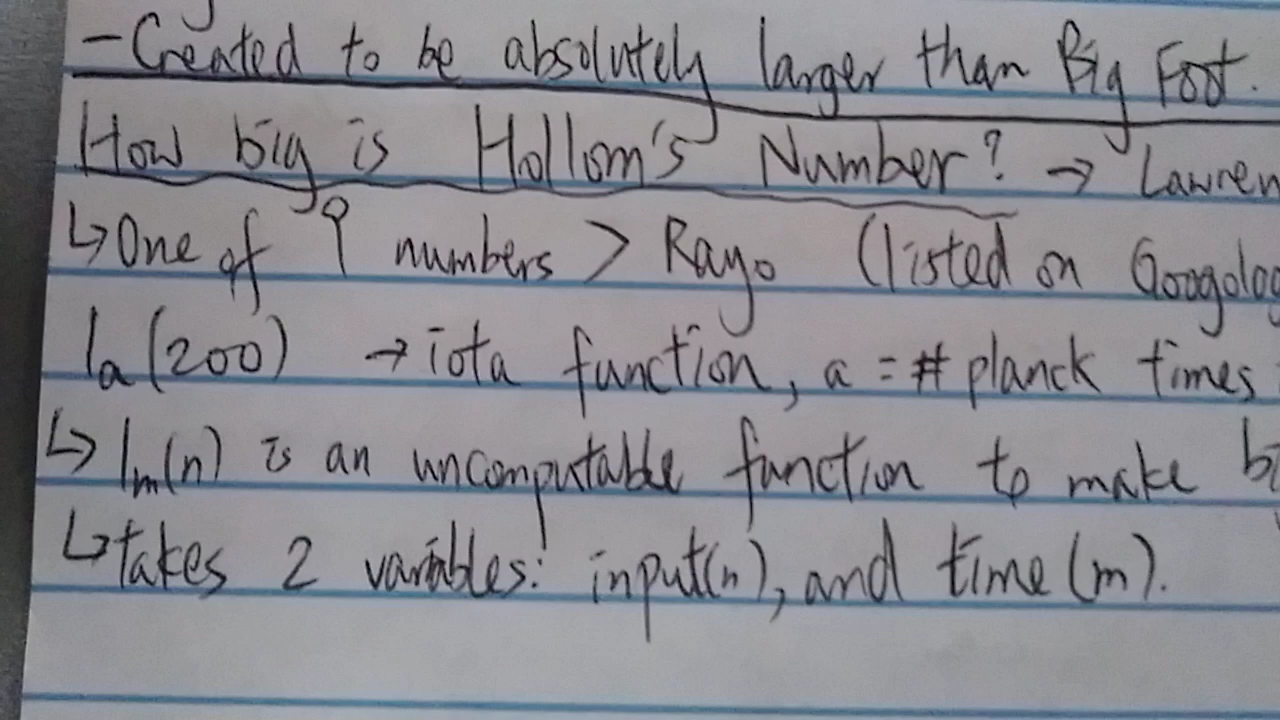 - Created to be absolutely larger than Big Foot.
How big is Hollom's Number? → Lawren
↳ One of 9 numbers > Rayo (listed on Googolog
Ia(200) → iota function, a = # planck times
↳ Im(n) is an uncomputable function to make bi
↳ takes 2 variables: input(n), and time (m).